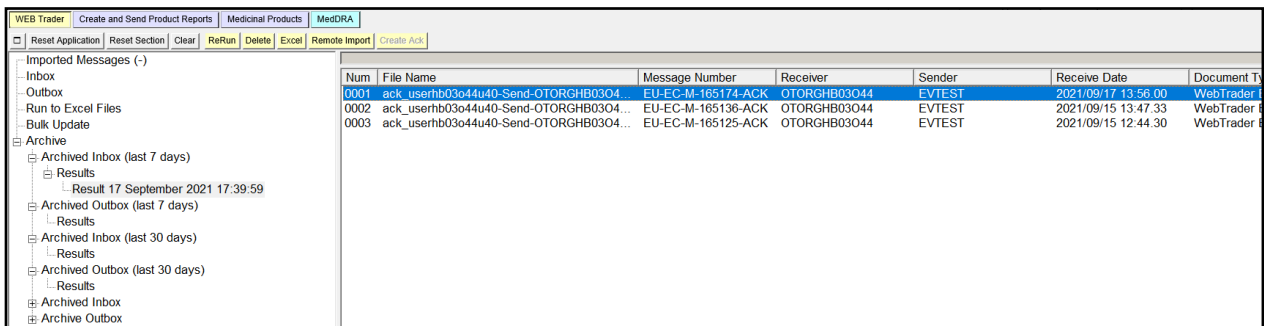 WEB Trader Create and Send Product Reports Medicinal Products MedDRA
Reset Application Reset Section Clear ReRun Delete Excel Remote Import Create Ack
Imported Messages (-)
Inbox
Outbox
Run to Excel Files
Bulk Update
Archive
Archived Inbox (last 7 days)
Results
Result 17 September 2021 17:39:59
Archived Outbox (last 7 days)
Results
Archived Inbox (last 30 days)
Results
Archived Outbox (last 30 days)
Results
Archived Inbox
Archive Outbox
Num File Name Message Number Receiver Sender Receive Date Document Ty
0001 ack_userhb03o44u40-Send-OTORGHB03O4... EU-EC-M-165174-ACK OTORGHB03O44 EVTEST 2021/09/17 13:56.00 WebTrader E
0002 ack_userhb03o44u40-Send-OTORGHB03O4... EU-EC-M-165136-ACK OTORGHB03O44 EVTEST 2021/09/15 13:47.33 WebTrader E
0003 ack_userhb03o44u40-Send-OTORGHB03O4... EU-EC-M-165125-ACK OTORGHB03O44 EVTEST 2021/09/15 12:44.30 WebTrader E